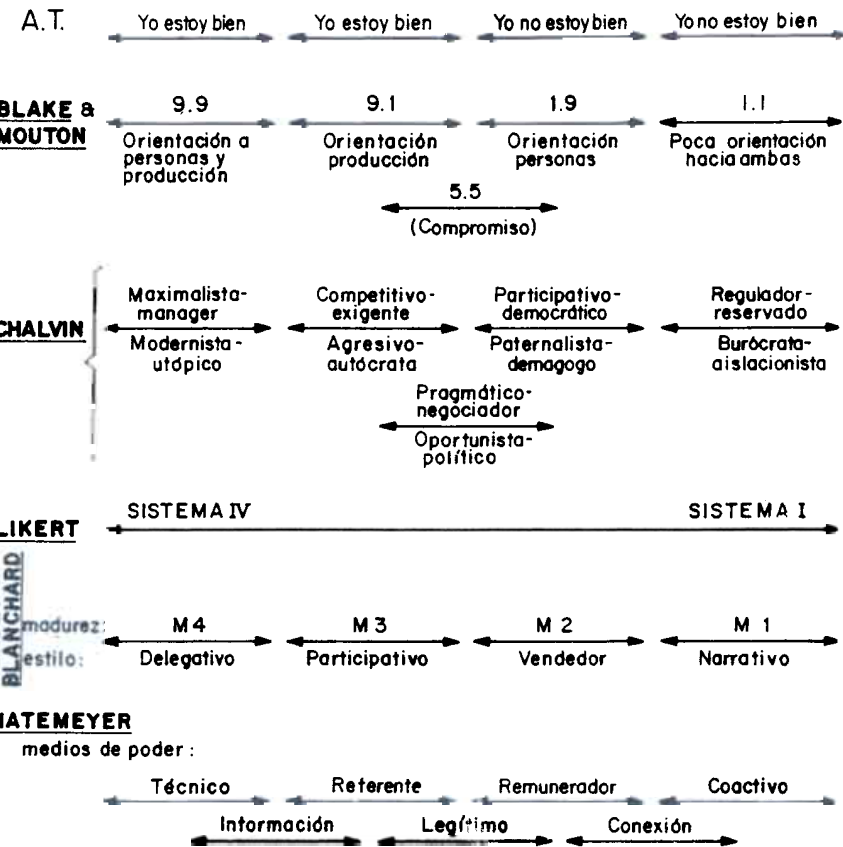 A.T. Yo estoy bien Yo estoy bien Yo no estoy bien Yo no estoy bien
BLAKE & MOUTON
9.9 9.1 1.9 1.1
Orientación a personas y producción
Orientación producción
Orientación personas
Poca orientación hacia ambas
5.5
(Compromiso)
CHALVIN
Maximalista-manager
Modernista-utópico
Competitivo-exigente
Agresivo-autócrata
Participativo-democrático
Paternalista-demagogo
Regulador-reservado
Burócrata-aislacionista
Pragmático-negociador
Oportunista-político
LIKERT
SISTEMA IV SISTEMA I
BLANCHARD
madurez: M4 M3 M 2 M 1
estilo: Delegativo Participativo Vendedor Narrativo
HATEMEYER
medios de poder :
Técnico Referente Remunerador Coactivo
Información Legítimo Conexión